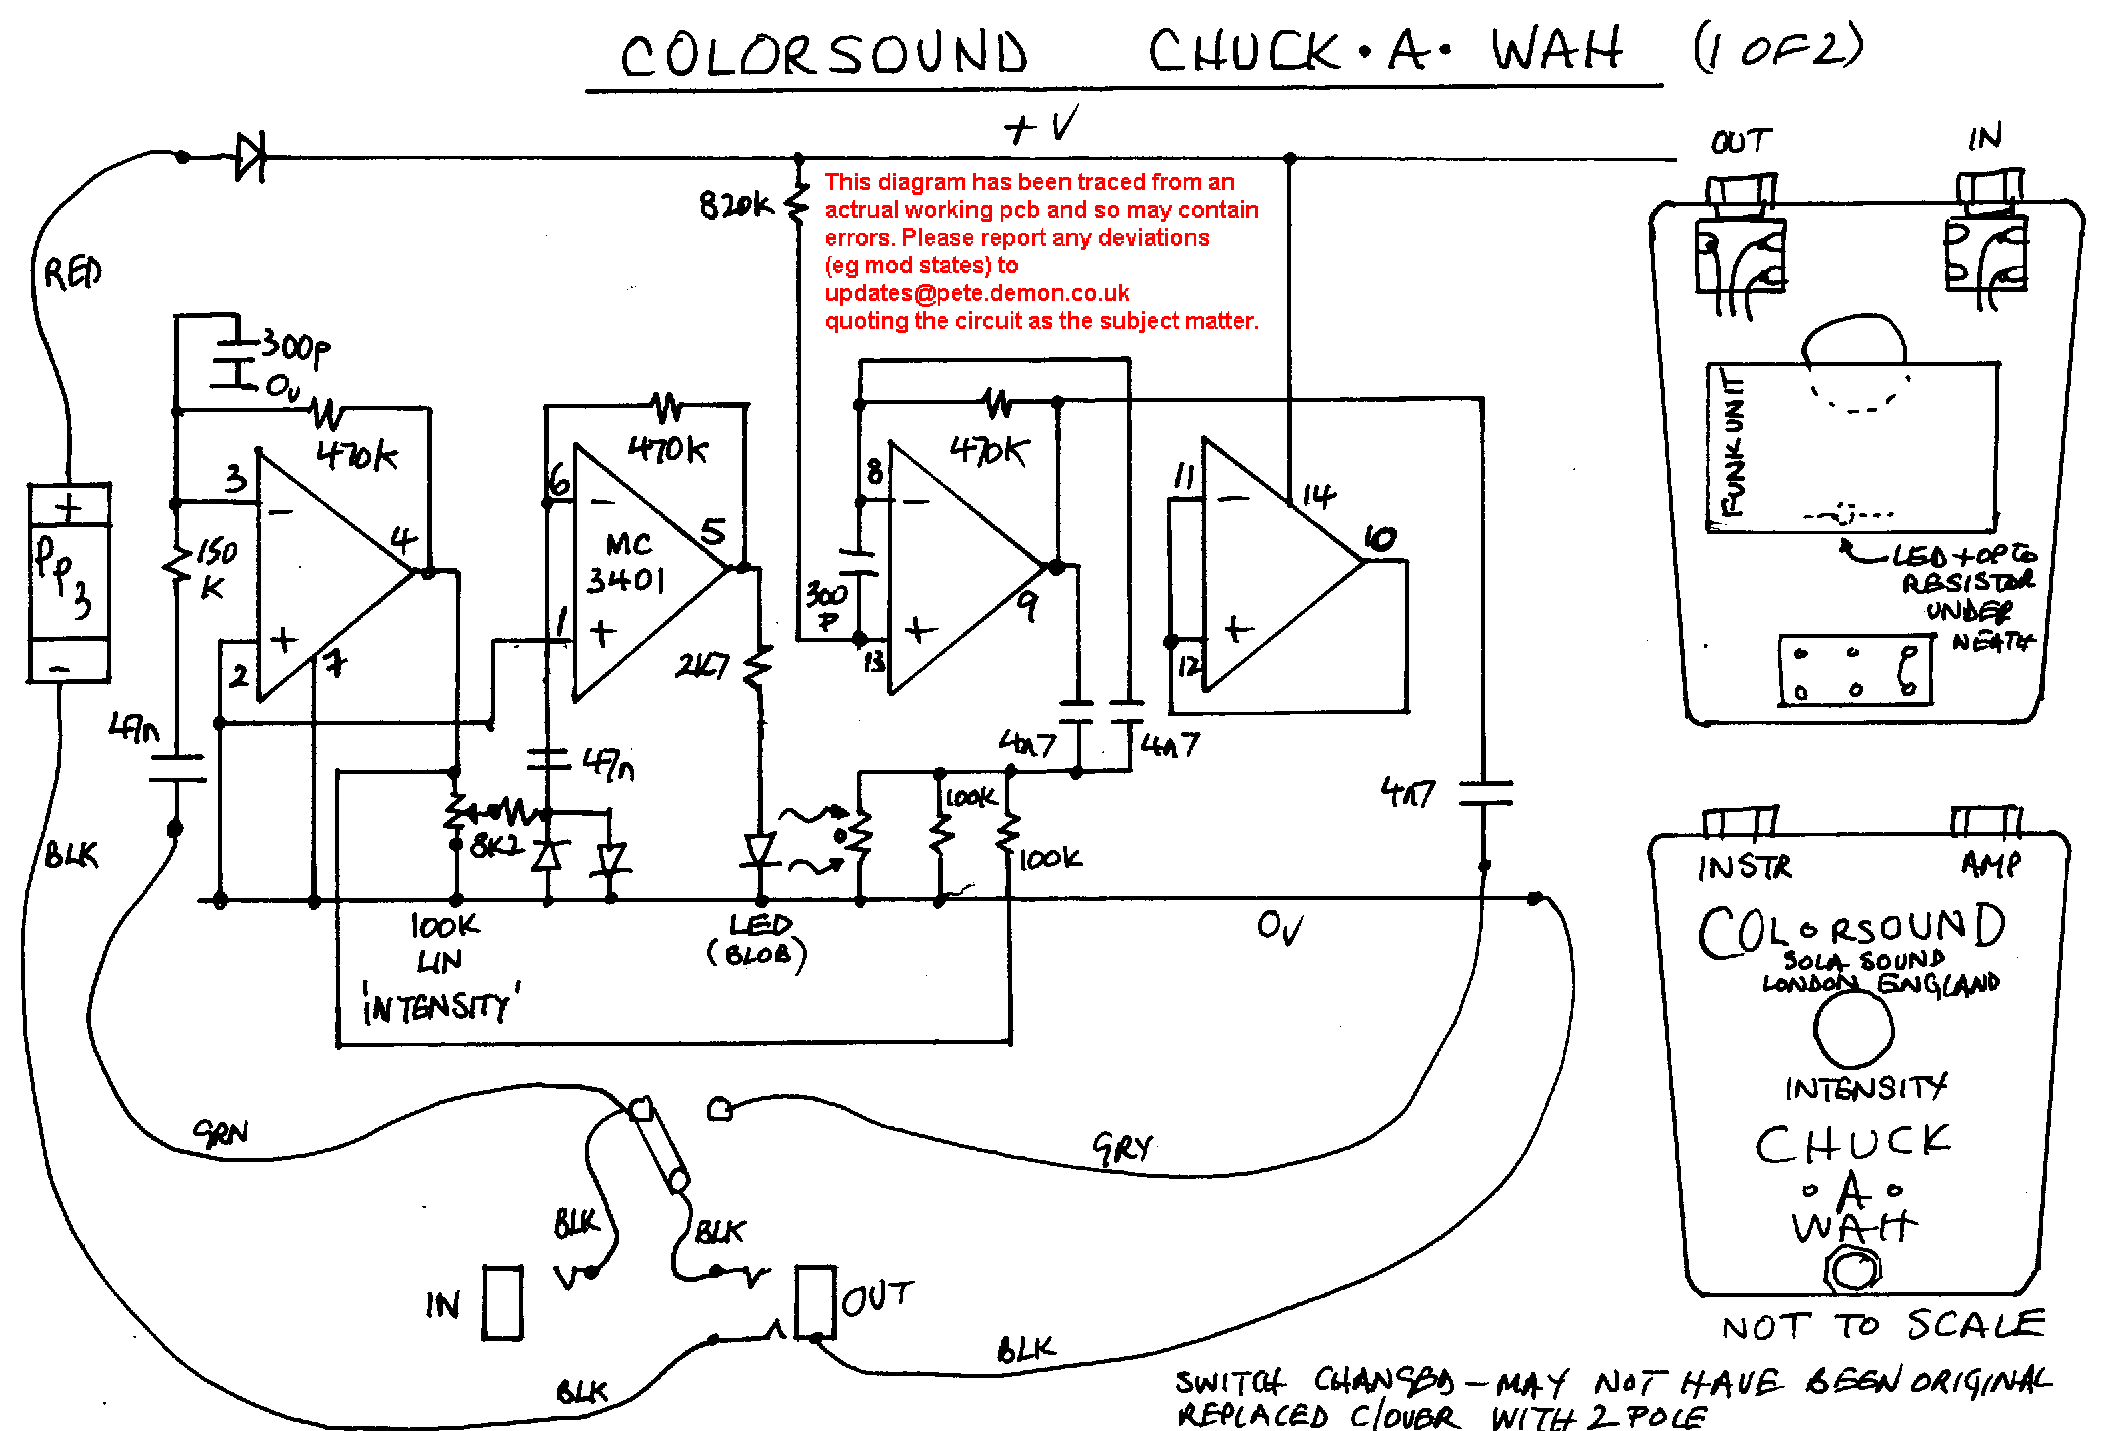 COLORSOUND CHUCK·A·WAH (1 OF 2)
+V
OUT
IN
820K
This diagram has been traced from an
actrual working pcb and so may contain
errors. Please report any deviations
(eg mod states) to
updates@pete.demon.co.uk
quoting the circuit as the subject matter.
RED
300p
0v
470K
470K
470K
FUNK UNIT
+
PP3
-
3
-
4
+
2
7
150
K
6
-
5
MC
3401
1
+
8
-
300
P
+
13
9
11
-
14
10
+
12
LED + OPTO
RESISTOR
UNDER
NEATH
2K7
47n
47n
4n7
4n7
4n7
100K
8K2
100K
BLK
100K
LIN
'INTENSITY'
LED
(BLOB)
0V
INSTR
AMP
COLORSOUND
SOLA SOUND
LONDON ENGLAND
INTENSITY
CHUCK
·A·
WAH
GRN
GRY
BLK
BLK
IN
OUT
BLK
BLK
NOT TO SCALE
SWITCH CHANGED - MAY NOT HAVE BEEN ORIGINAL
REPLACED C/OVER WITH 2 POLE